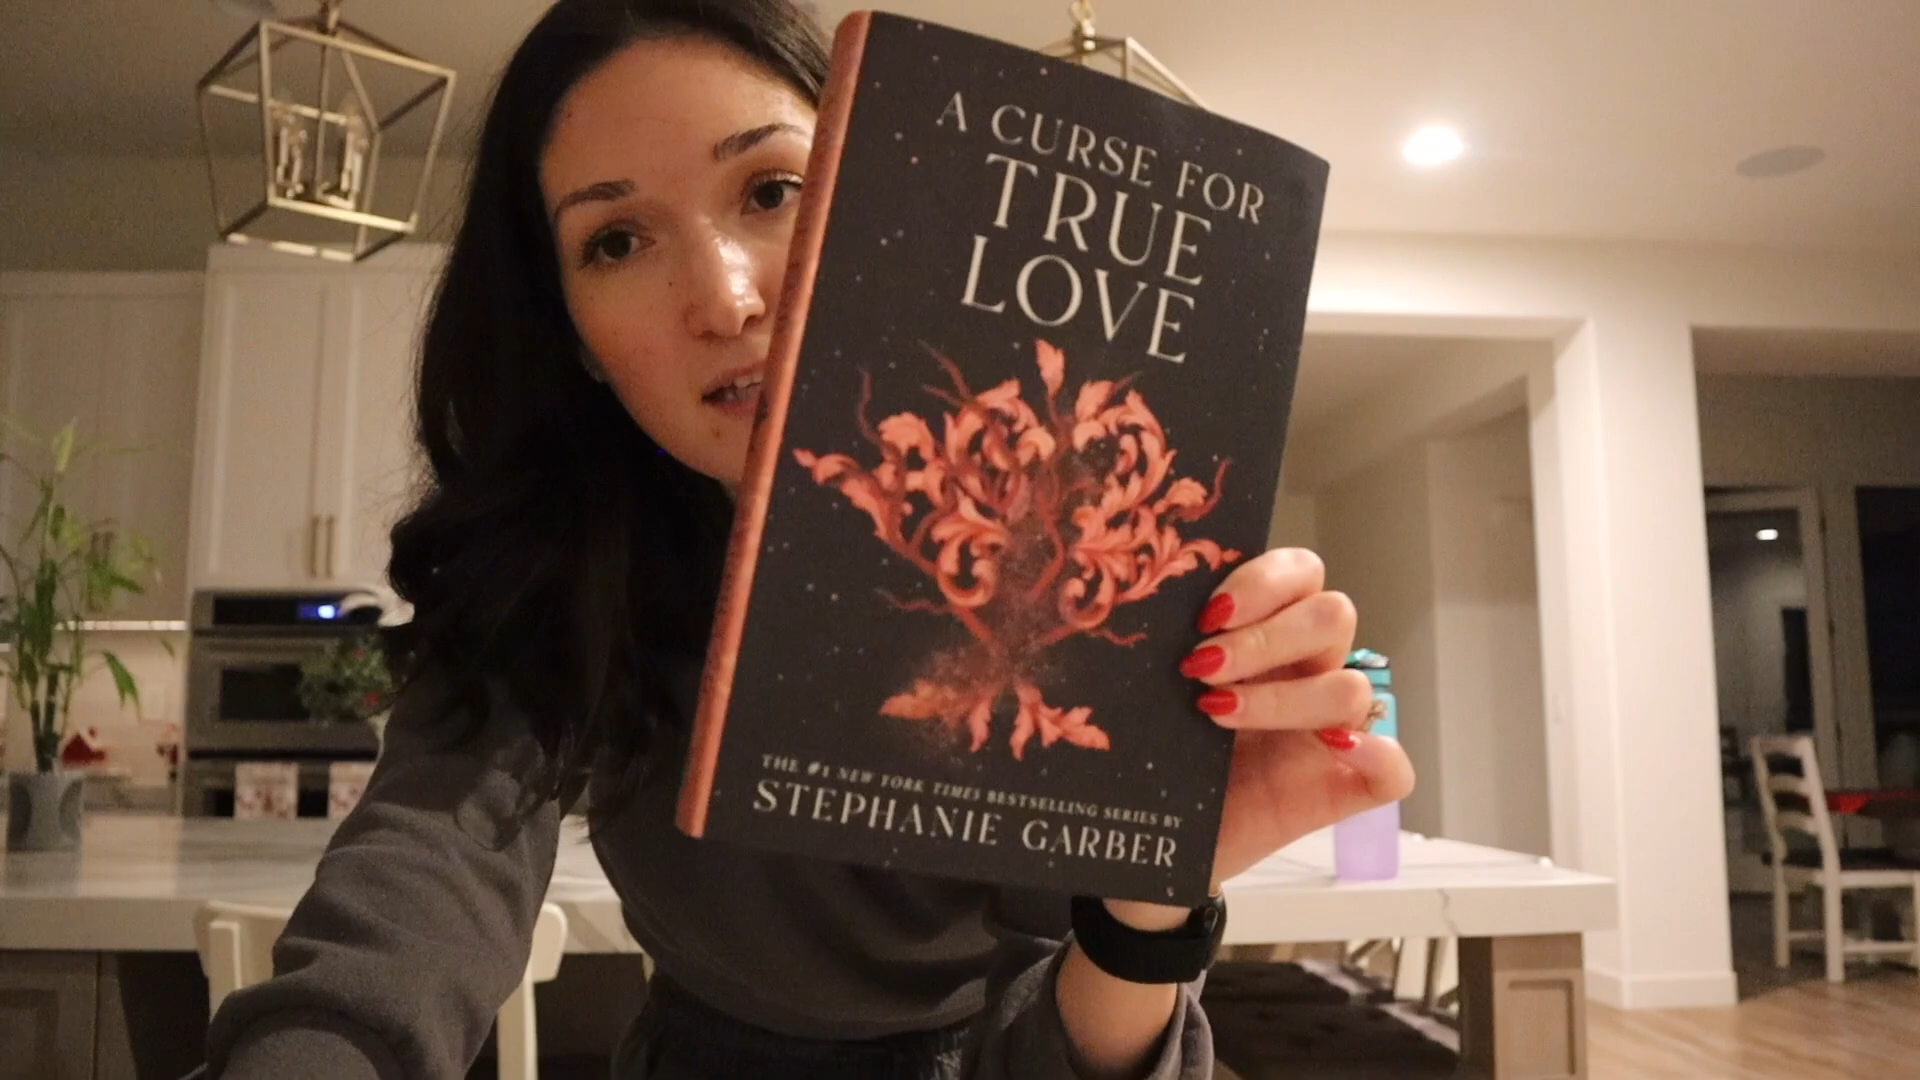 A CURSE FOR
TRUE
LOVE
THE #1 NEW YORK TIMES BESTSELLING SERIES BY
STEPHANIE GARBER